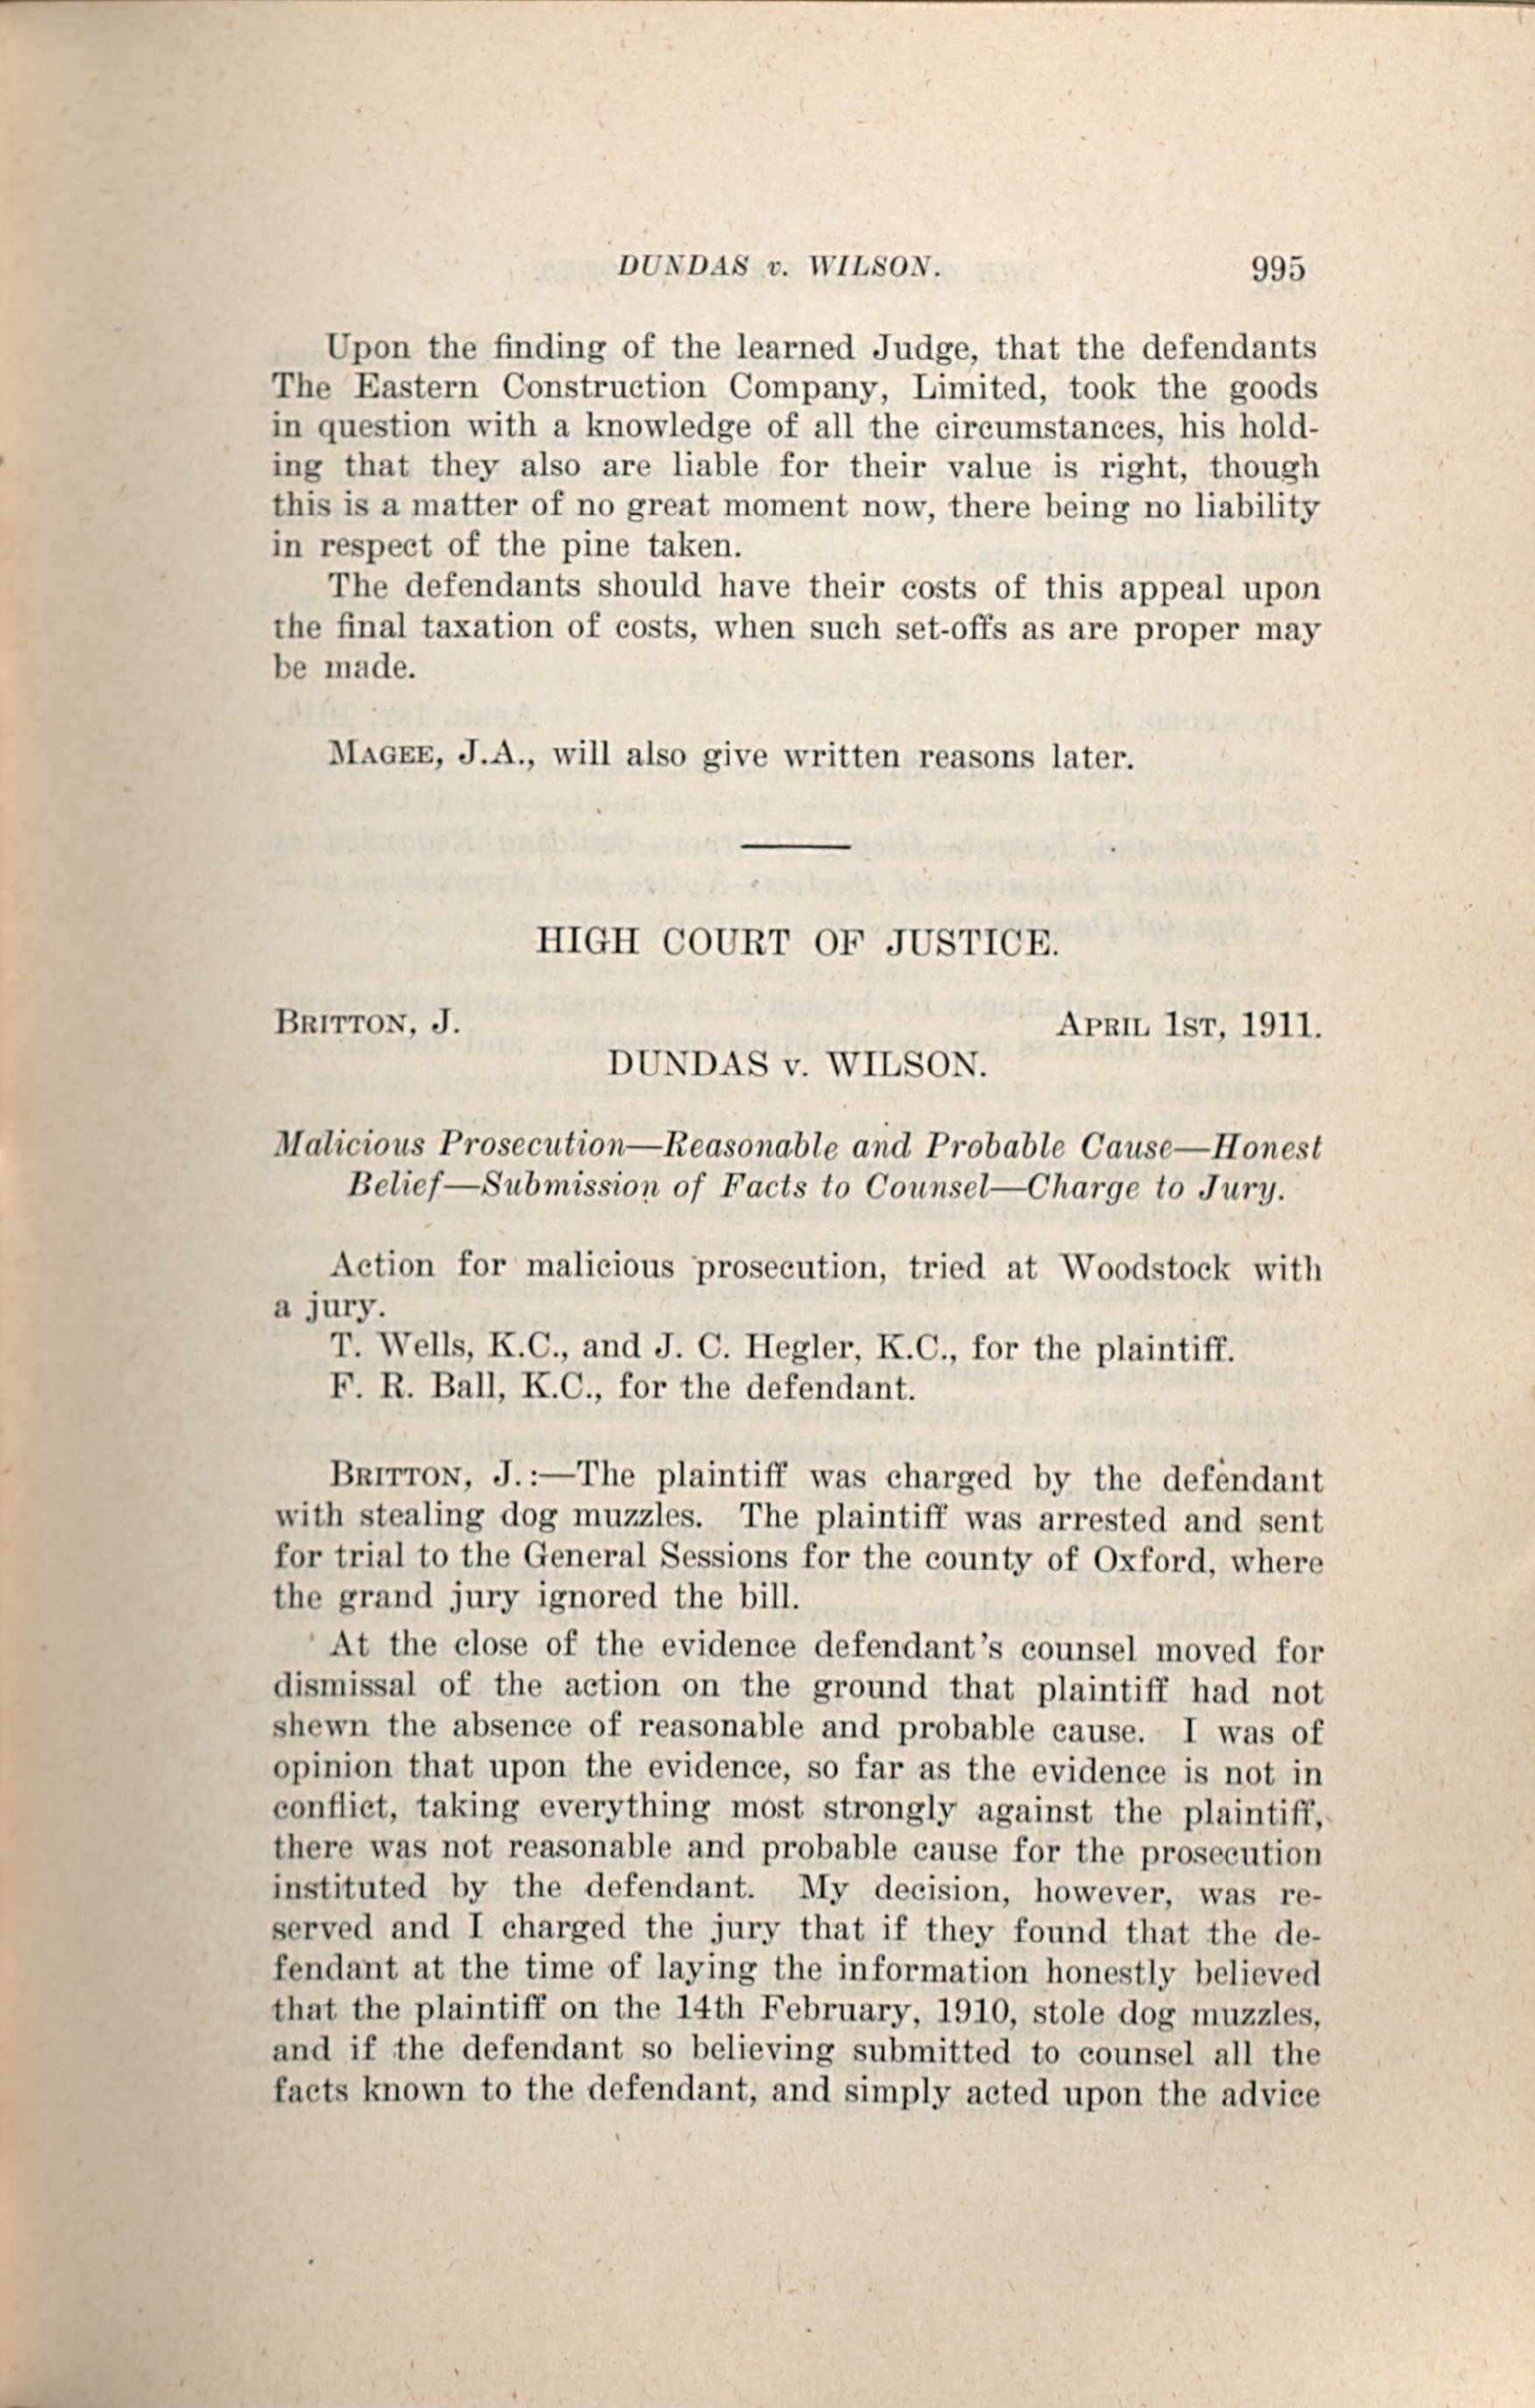 DUNDAS v. WILSON. 995
Upon the finding of the learned Judge, that the defendants
The Eastern Construction Company, Limited, took the goods
in question with a knowledge of all the circumstances, his hold-
ing that they also are liable for their value is right, though
this is a matter of no great moment now, there being no liability
in respect of the pine taken.
The defendants should have their costs of this appeal upon
the final taxation of costs, when such set-offs as are proper may
be made.
MAGEE, J.A., will also give written reasons later.
HIGH COURT OF JUSTICE.
BRITTON, J. APRIL 1ST, 1911.
DUNDAS v. WILSON.
Malicious Prosecution—Reasonable and Probable Cause—Honest
Belief—Submission of Facts to Counsel—Charge to Jury.
Action for malicious prosecution, tried at Woodstock with
a jury.
T. Wells, K.C., and J. C. Hegler, K.C., for the plaintiff.
F. R. Ball, K.C., for the defendant.
BRITTON, J.:—The plaintiff was charged by the defendant
with stealing dog muzzles. The plaintiff was arrested and sent
for trial to the General Sessions for the county of Oxford, where
the grand jury ignored the bill.
At the close of the evidence defendant's counsel moved for
dismissal of the action on the ground that plaintiff had not
shewn the absence of reasonable and probable cause. I was of
opinion that upon the evidence, so far as the evidence is not in
conflict, taking everything most strongly against the plaintiff,
there was not reasonable and probable cause for the prosecution
instituted by the defendant. My decision, however, was re-
served and I charged the jury that if they found that the de-
fendant at the time of laying the information honestly believed
that the plaintiff on the 14th February, 1910, stole dog muzzles,
and if the defendant so believing submitted to counsel all the
facts known to the defendant, and simply acted upon the advice